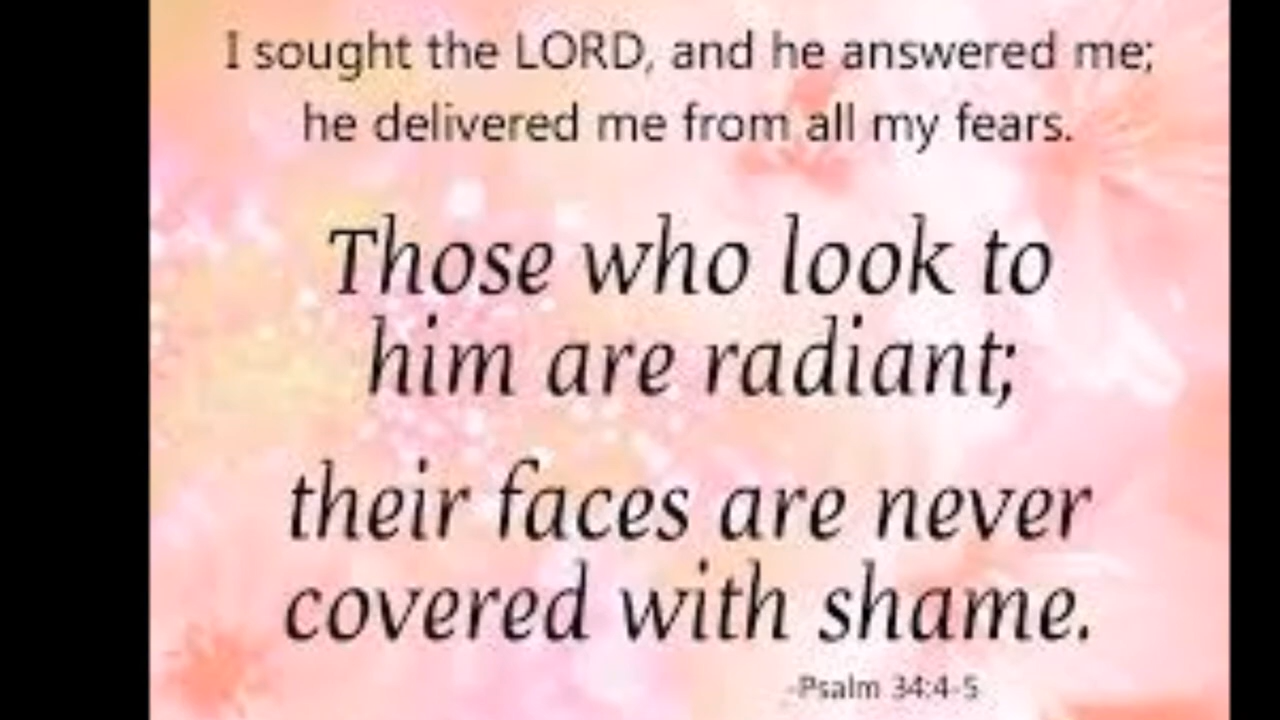 I sought the LORD, and he answered me;
he delivered me from all my fears.
Those who look to
him are radiant;
their faces are never
covered with shame.
-Psalm 34:4-5